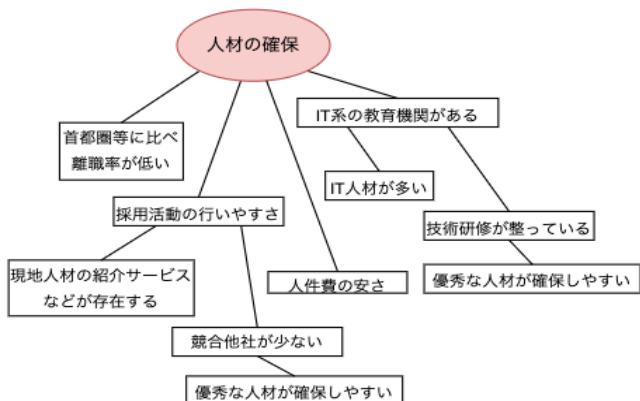 人材の確保
首都圏等に比べ
離職率が低い
IT系の教育機関がある
IT人材が多い
採用活動の行いやすさ
技術研修が整っている
現地人材の紹介サービス
などが存在する
人件費の安さ
優秀な人材が確保しやすい
競合他社が少ない
優秀な人材が確保しやすい